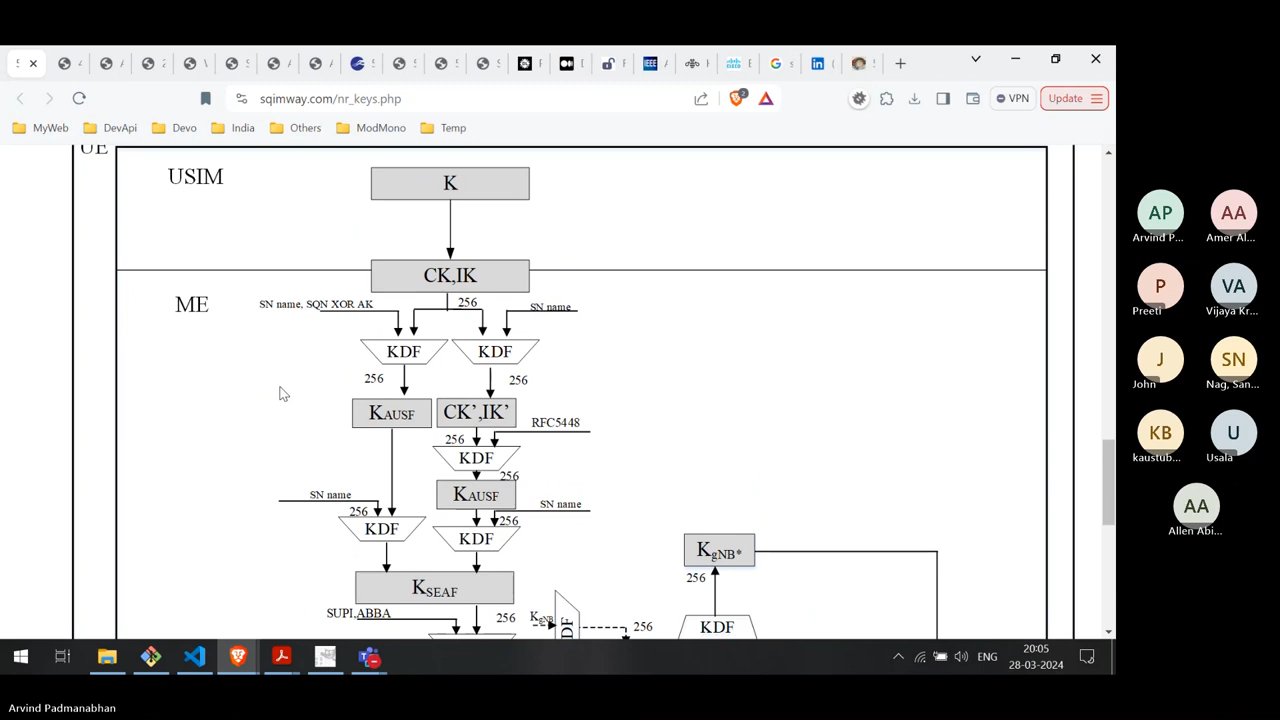 sqimway.com/nr_keys.php
VPN
Update
MyWeb
DevApi
Devo
India
Others
ModMono
Temp
UE
USIM
K
CK,IK
ME
SN name, SQN XOR AK
256
SN name
KDF
KDF
256
256
KAUSF
CK’,IK’
RFC5448
256
KDF
256
KAUSF
SN name
SN name
256
256
KDF
KDF
KgNB*
256
KSEAF
SUPI,ABBA
256
KgNB
KDF
256
KDF
AP
Arvind P...
AA
Amer Al...
P
Preeti
VA
Vijaya Kr...
J
John
SN
Nag, San...
KB
kaustub...
U
Usala
AA
Allen Abi...
ENG
20:05
28-03-2024
Arvind Padmanabhan